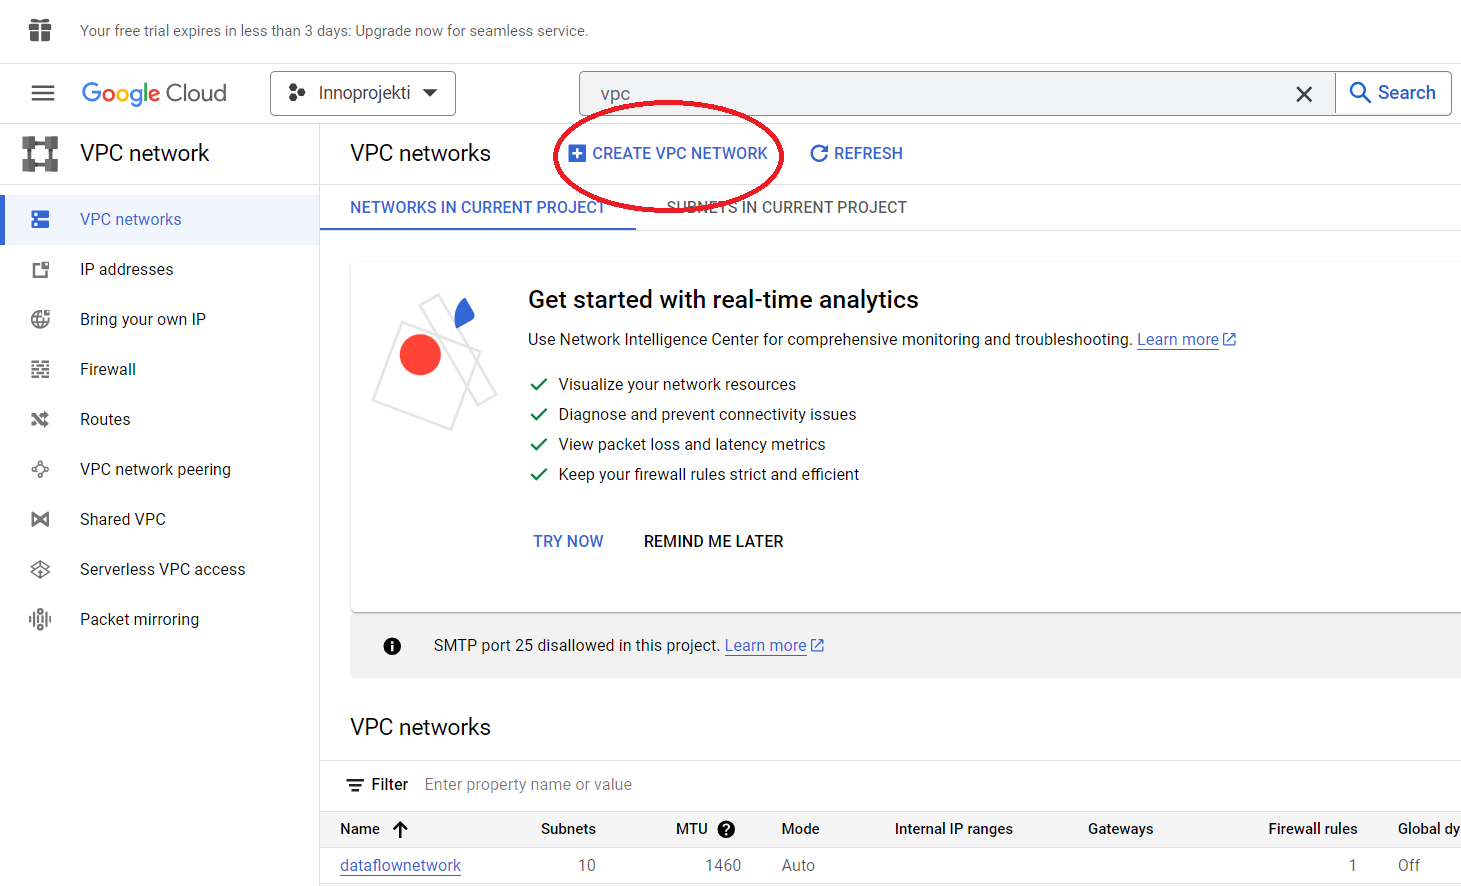 Your free trial expires in less than 3 days: Upgrade now for seamless service.
Google Cloud
Innoprojekti
vpc
Search
VPC network
VPC networks
CREATE VPC NETWORK
REFRESH
VPC networks
IP addresses
Bring your own IP
Firewall
Routes
VPC network peering
Shared VPC
Serverless VPC access
Packet mirroring
NETWORKS IN CURRENT PROJECT
SUBNETS IN CURRENT PROJECT
Get started with real-time analytics
Use Network Intelligence Center for comprehensive monitoring and troubleshooting. Learn more
Visualize your network resources
Diagnose and prevent connectivity issues
View packet loss and latency metrics
Keep your firewall rules strict and efficient
TRY NOW
REMIND ME LATER
SMTP port 25 disallowed in this project. Learn more
VPC networks
Filter Enter property name or value
Name Subnets MTU Mode Internal IP ranges Gateways Firewall rules Global dy
dataflownetwork 10 1460 Auto 1 Off